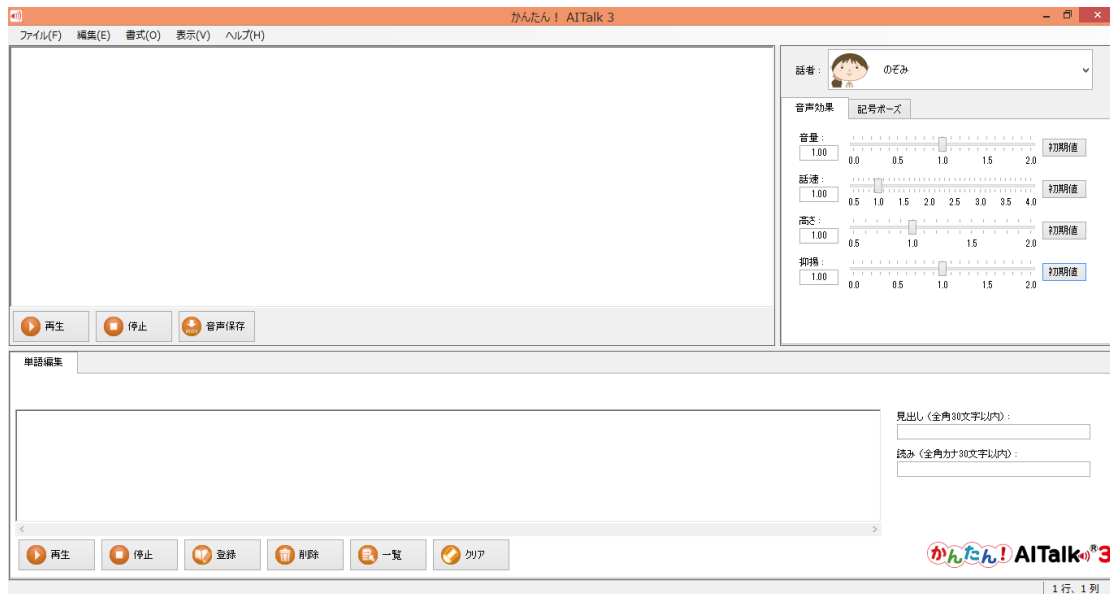 かんたん！ AITalk 3
ファイル(F) 編集(E) 書式(O) 表示(V) ヘルプ(H)
話者： のぞみ
音声効果 記号ポーズ
音量：
1.00
0.0 0.5 1.0 1.5 2.0
初期値
話速：
1.00
0.5 1.0 1.5 2.0 2.5 3.0 3.5 4.0
初期値
高さ：
1.00
0.5 1.0 1.5 2.0
初期値
抑揚：
1.00
0.0 0.5 1.0 1.5 2.0
初期値
再生 停止 WAV 音声保存
単語編集
見出し（全角30文字以内）：
読み（全角カナ30文字以内）：
再生 停止 登録 削除 一覧 クリア
かんたん！AITalk®3
1 行、1 列